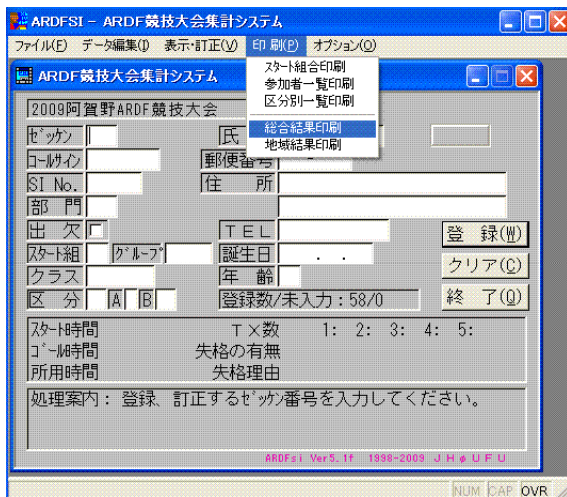 ARDFSI - ARDF競技大会集計システム
ファイル(F) データ編集(I) 表示・訂正(V) 印 刷(P) オプション(O)
スタート組合印刷
参加者一覧印刷
区分別一覧印刷
総合結果印刷
地域結果印刷
ARDF競技大会集計システム
2009阿賀野ARDF競技大会
ゼッケン 氏
コールサイン 郵便番号
SI No. 住 所
部 門
出 欠 TEL 登 録(W)
スタート組 グループ 誕生日 . .
クラス 年 齢 クリア(C)
区 分 A B 登録数/未入力:58/0 終 了(Q)
スタート時間 TX数 1: 2: 3: 4: 5:
ゴール時間 失格の有無
所用時間 失格理由
処理案内: 登録、訂正するゼッケン番号を入力してください。
ARDFsi Ver5.1f 1998-2009 JHφUFU
NUM CAP OVR